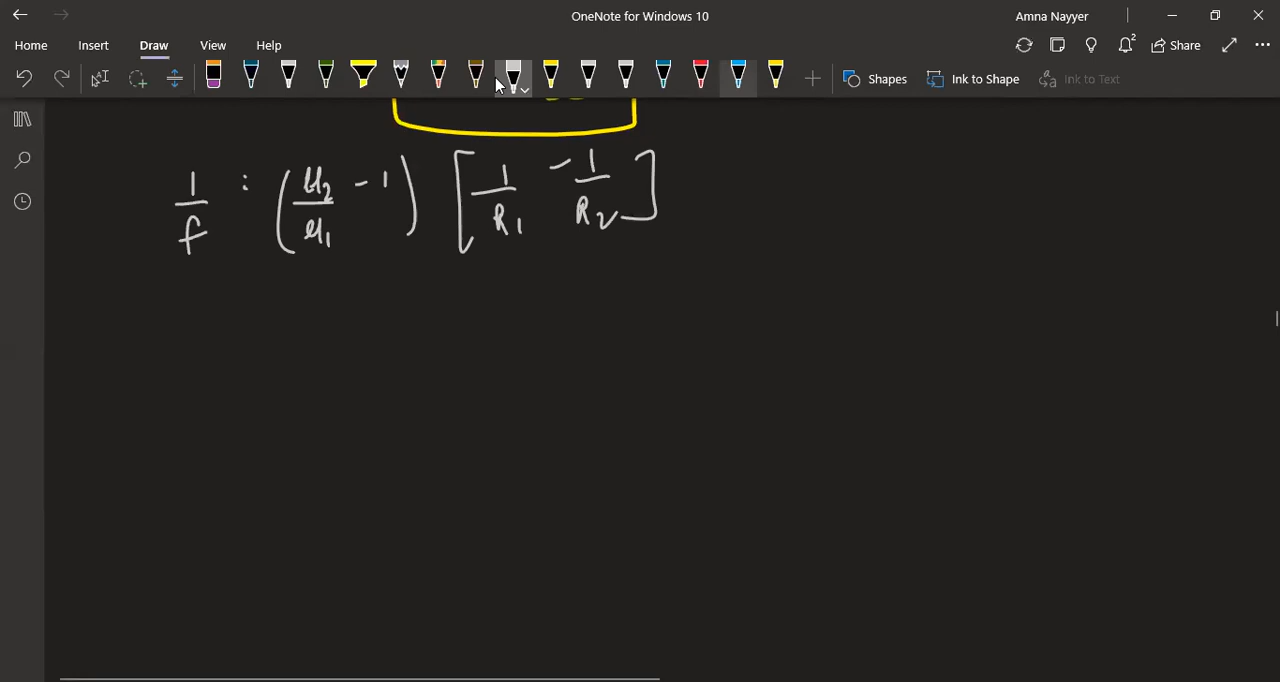 OneNote for Windows 10
Amna Nayyer
Home Insert Draw View Help
Share
Shapes Ink to Shape Ink to Text
1/f : (μ2/μ1 - 1) [1/R1 - 1/R2]